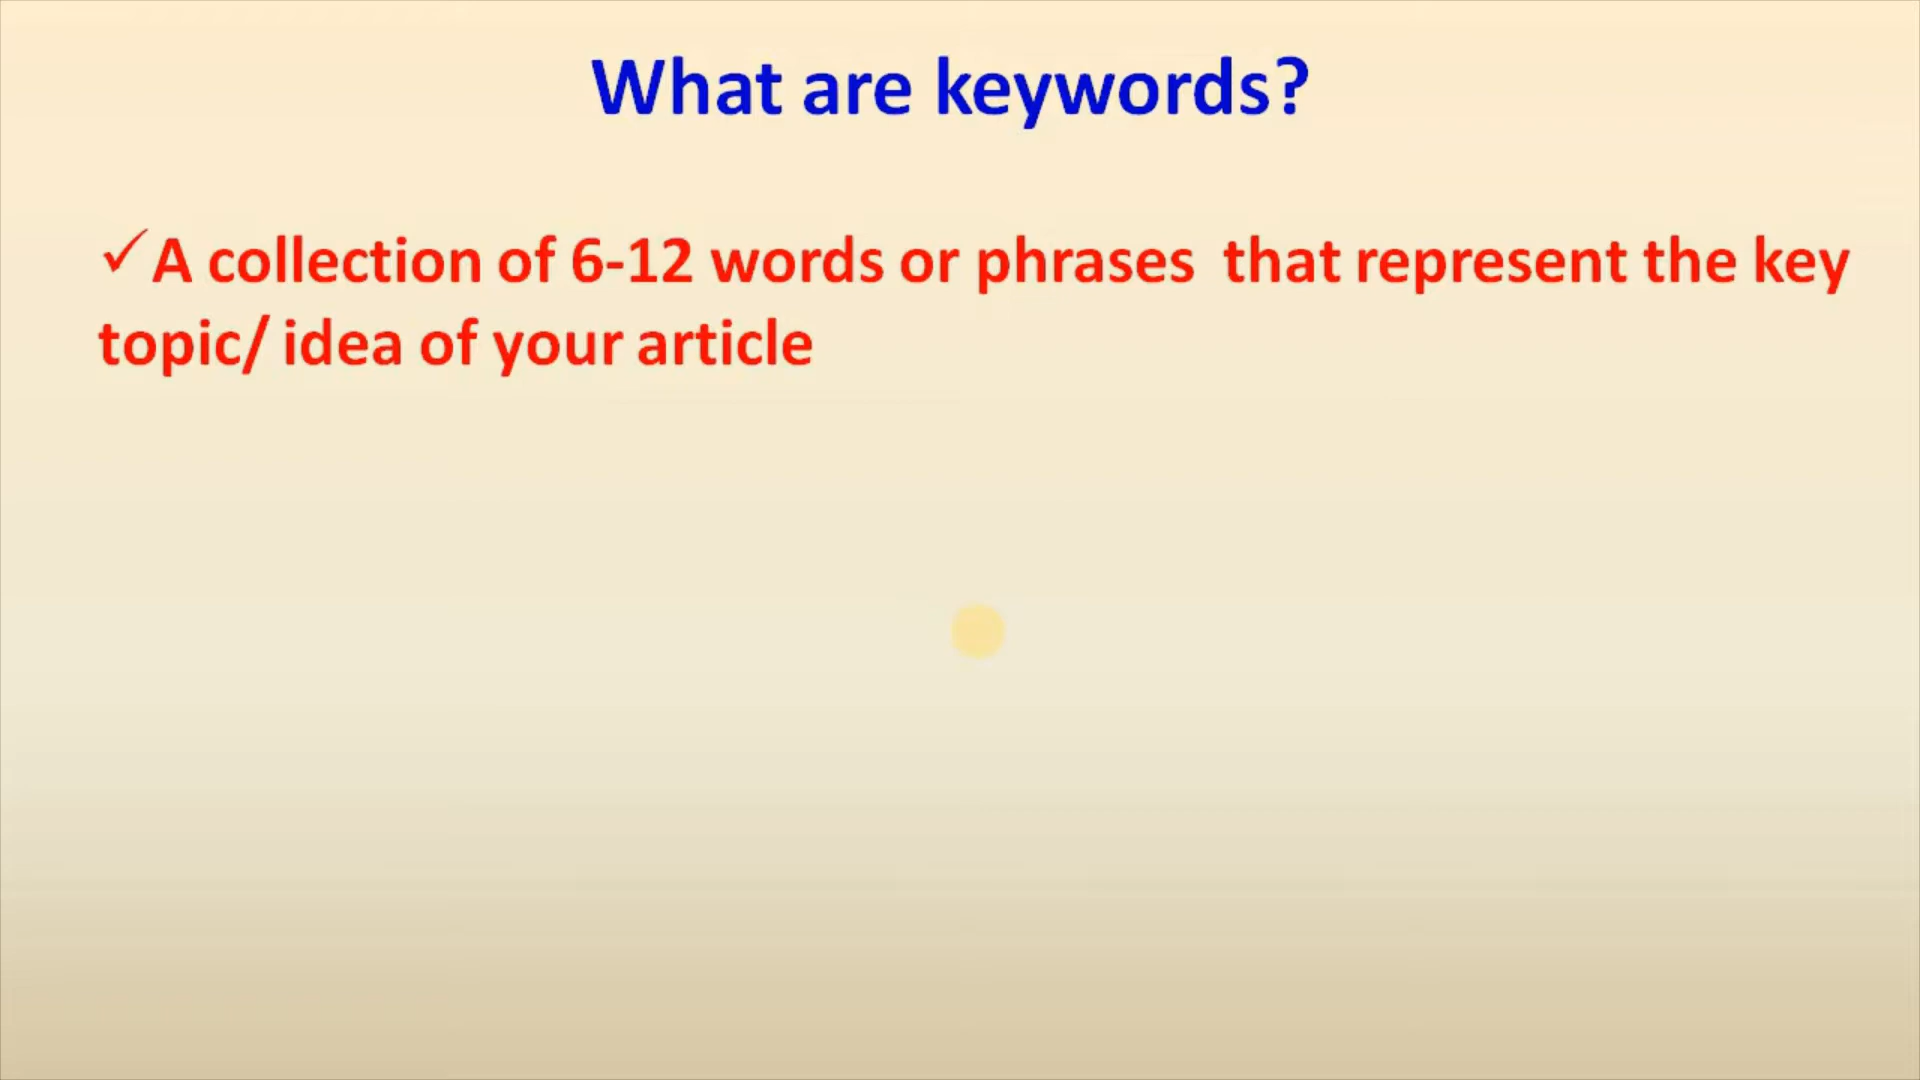 What are keywords?
✓A collection of 6-12 words or phrases that represent the key
topic/ idea of your article